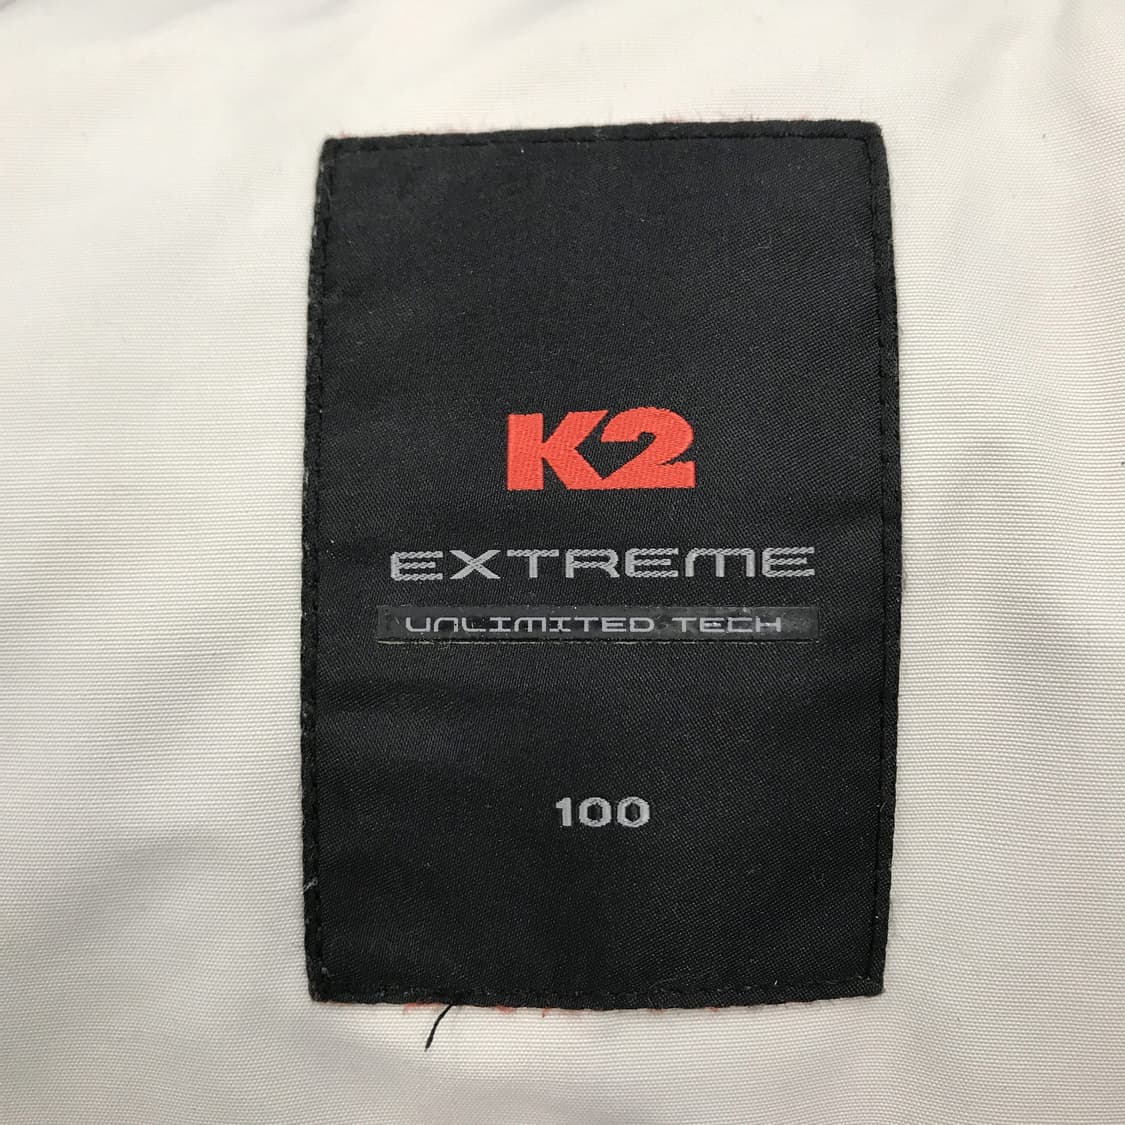 K2
EXTREME
UNLIMITED TECH
100